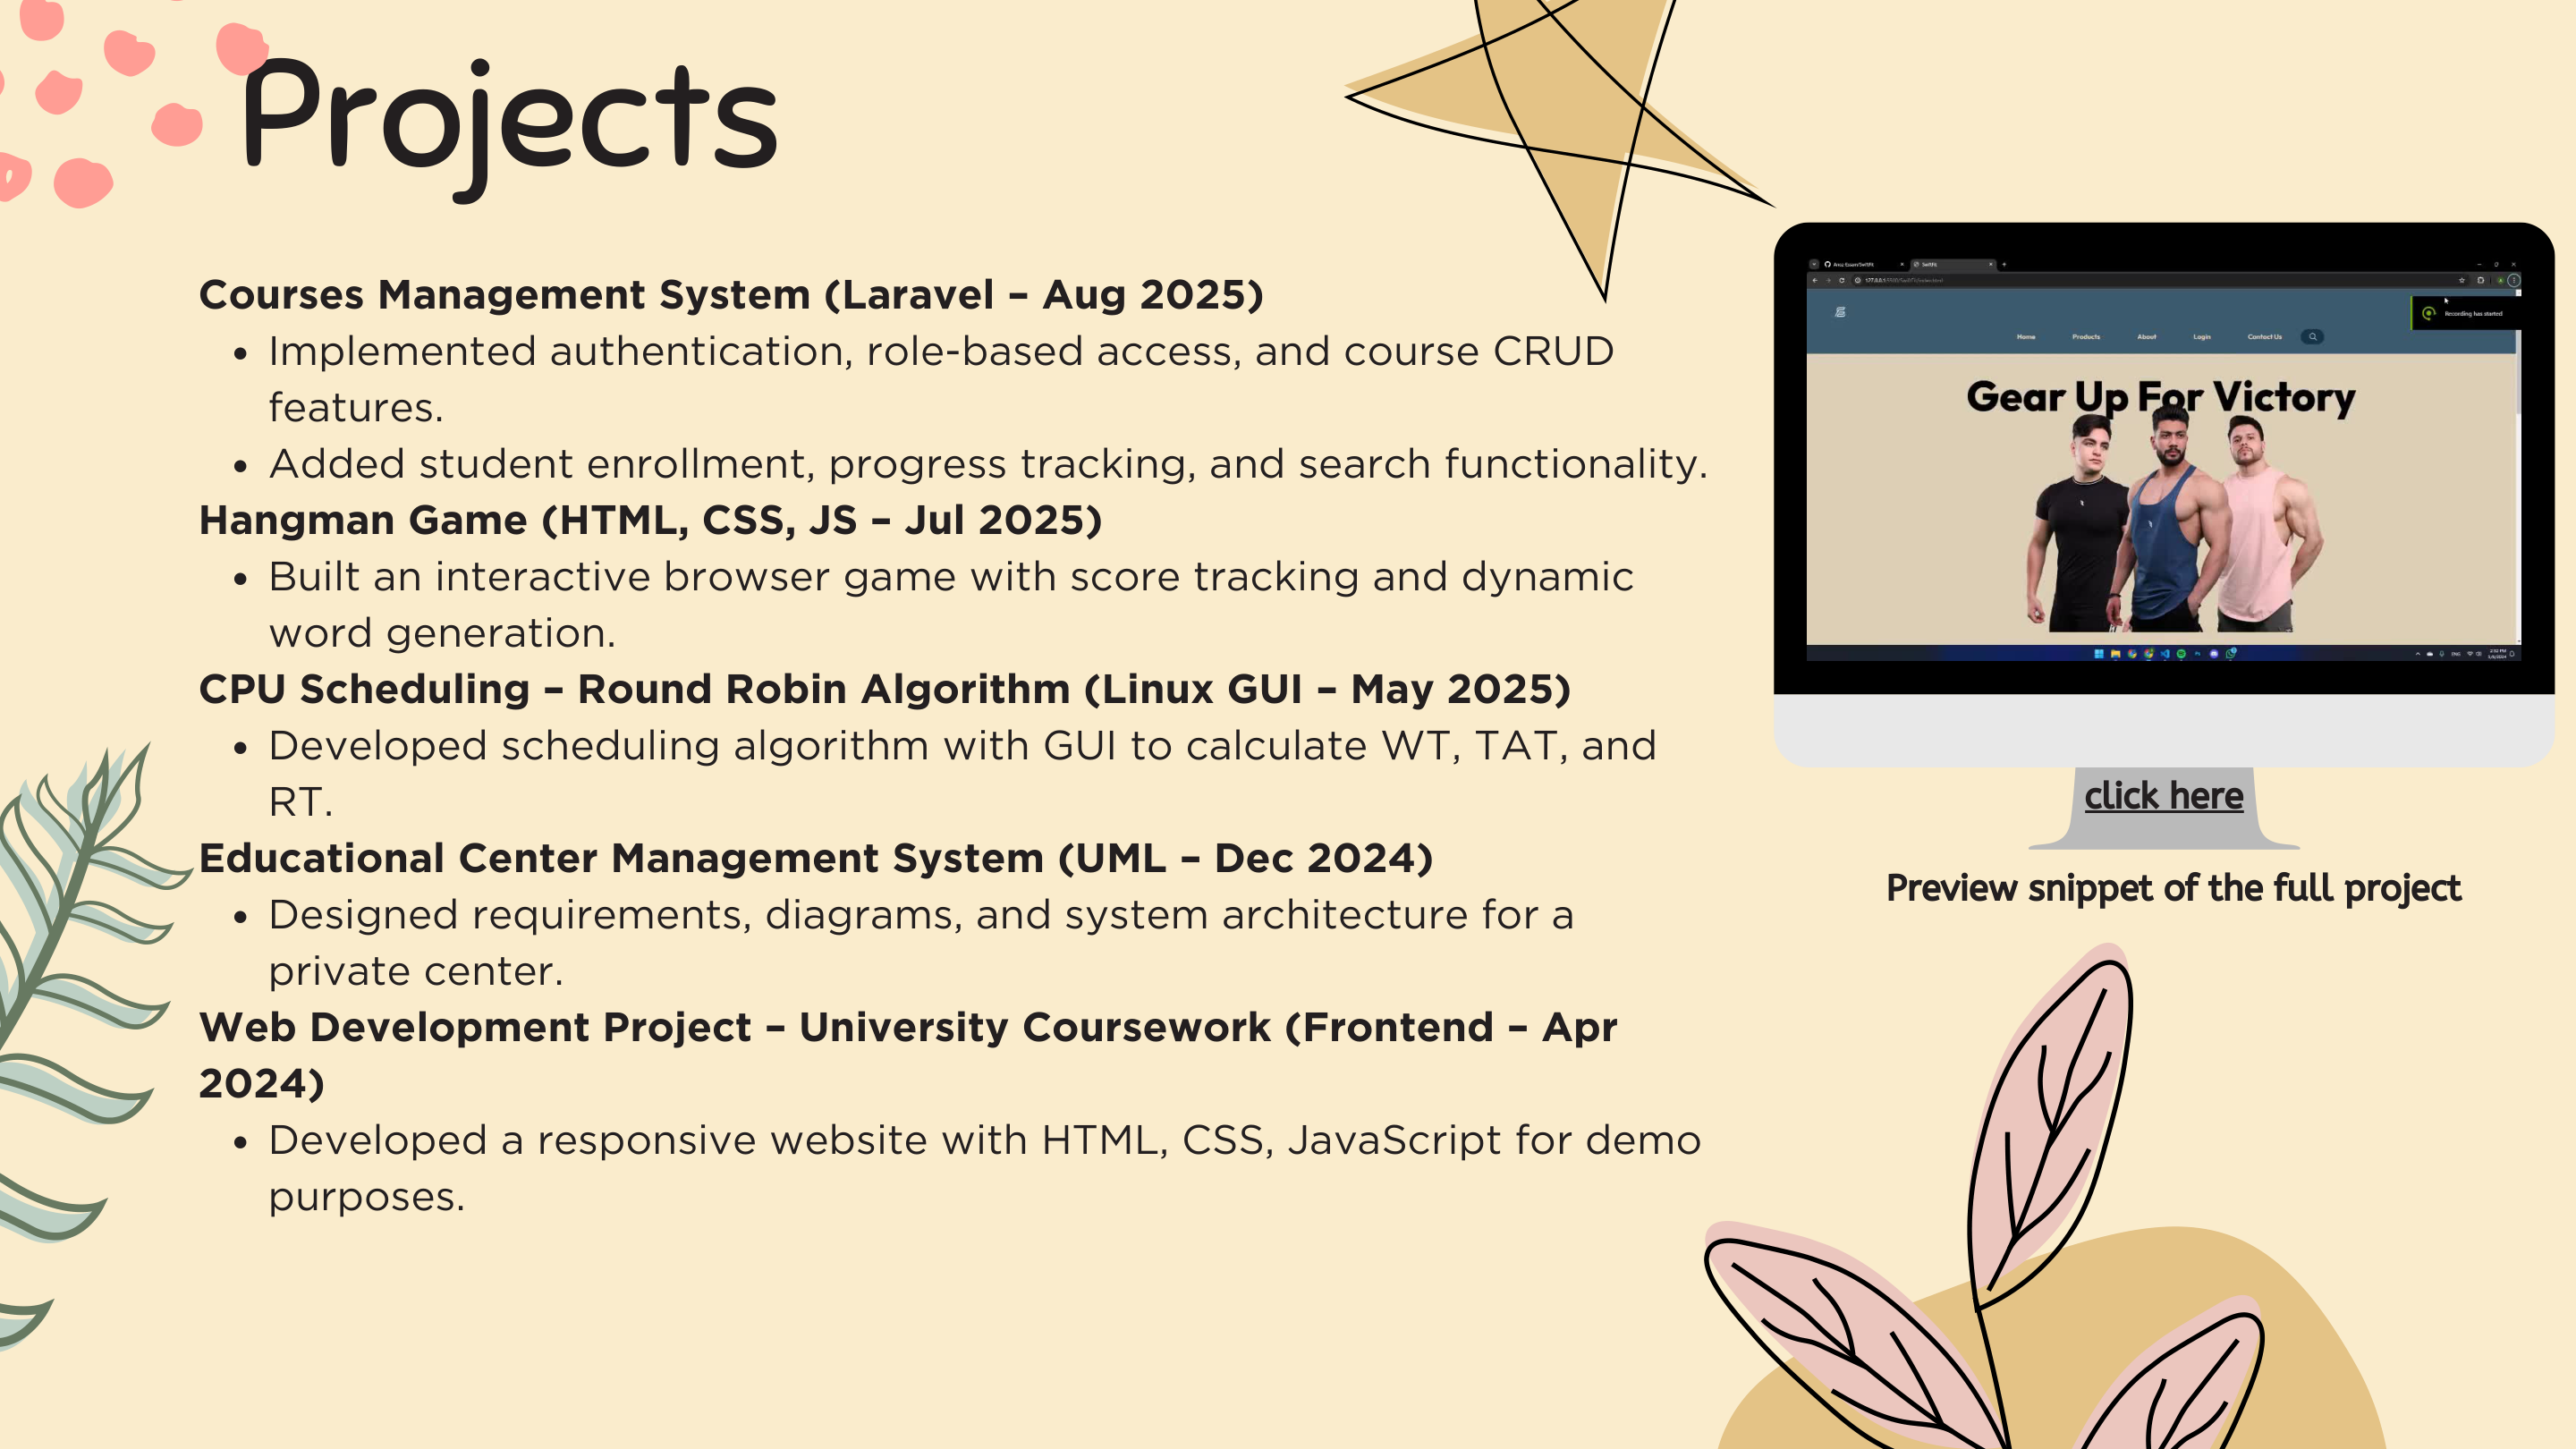 Projects
Courses Management System (Laravel – Aug 2025)
• Implemented authentication, role-based access, and course CRUD
features.
• Added student enrollment, progress tracking, and search functionality.
Hangman Game (HTML, CSS, JS – Jul 2025)
• Built an interactive browser game with score tracking and dynamic
word generation.
CPU Scheduling – Round Robin Algorithm (Linux GUI – May 2025)
• Developed scheduling algorithm with GUI to calculate WT, TAT, and
RT.
Educational Center Management System (UML – Dec 2024)
• Designed requirements, diagrams, and system architecture for a
private center.
Web Development Project – University Coursework (Frontend – Apr
2024)
• Developed a responsive website with HTML, CSS, JavaScript for demo
purposes.
Recording has started
Home Products About Login Contact Us
Gear Up For Victory
click here
Preview snippet of the full project